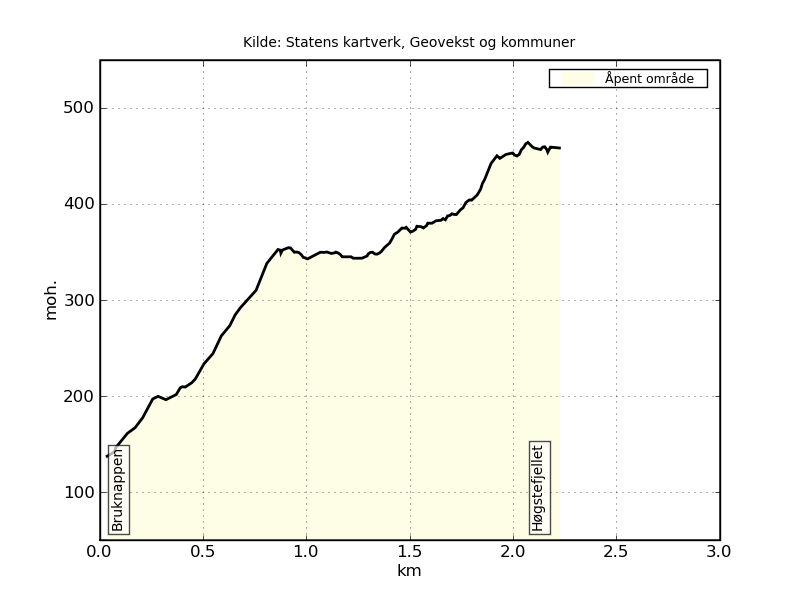 Kilde: Statens kartverk, Geovekst og kommuner
Åpent område
moh.
500
400
300
200
100
Bruknappen
Høgstefjellet
0.0 0.5 1.0 1.5 2.0 2.5 3.0
km